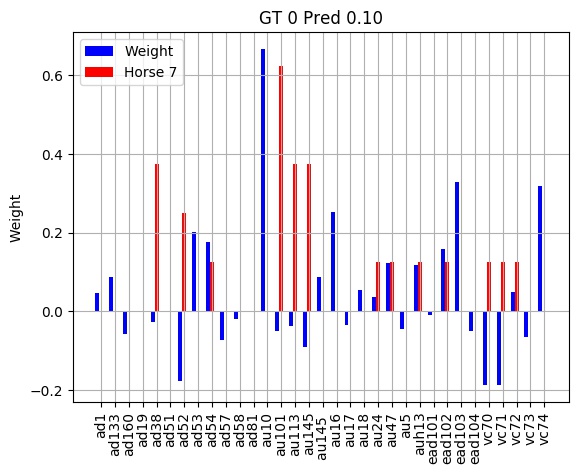 GT 0 Pred 0.10
Weight
Horse 7
0.6
0.4
0.2
0.0
−0.2
Weight
ad1
ad133
ad160
ad19
ad38
ad51
ad52
ad53
ad54
ad57
ad58
ad81
au10
au101
au113
au145
au145
au16
au17
au18
au24
au47
au5
auh13
ead101
ead102
ead103
ead104
vc70
vc71
vc72
vc73
vc74